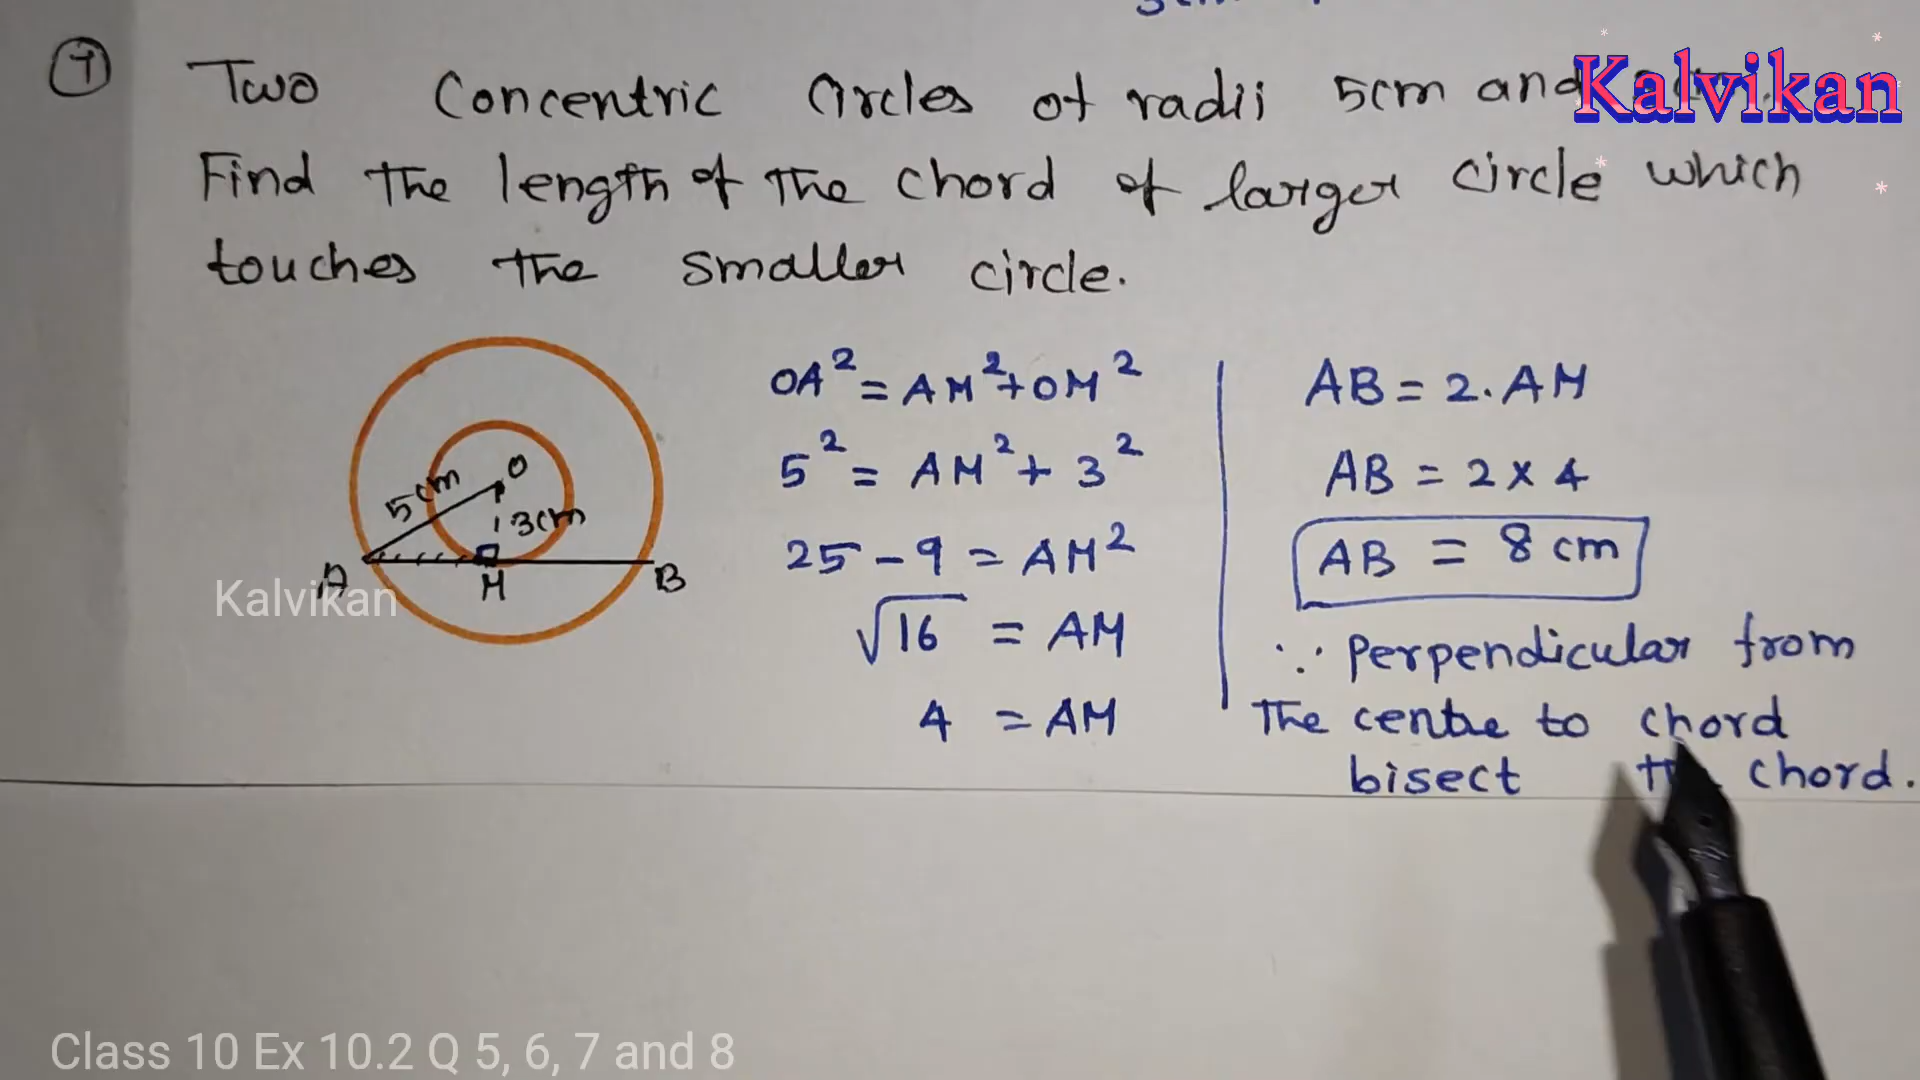 7
Two Concentric Circles of radii 5cm and
Kalvikan
Find the length of the chord of larger circle which
touches the smaller circle.
OA² = AM² + OM²
5² = AM² + 3²
25 - 9 = AM²
√16 = AM
4 = AM
AB = 2. AM
AB = 2 x 4
AB = 8 cm
∵ perpendicular from
The centre to chord
bisect the chord.
O
5cm
3cm
A
M
B
Kalvikan
Class 10 Ex 10.2 Q 5, 6, 7 and 8